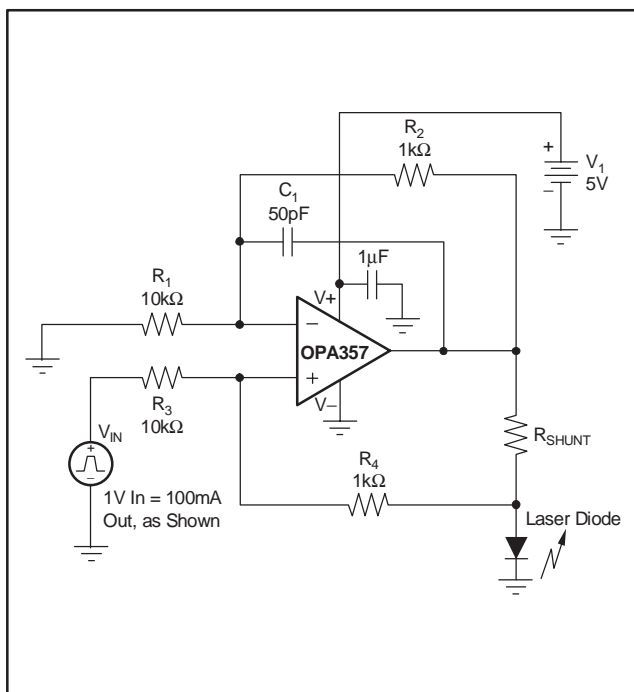 R2
1kΩ
+
V1
−
5V
C1
50pF
1μF
R1
10kΩ
V+
−
OPA357
+
R3
10kΩ
V−
VIN
+
−
RSHUNT
R4
1kΩ
1V In = 100mA
Out, as Shown
Laser Diode